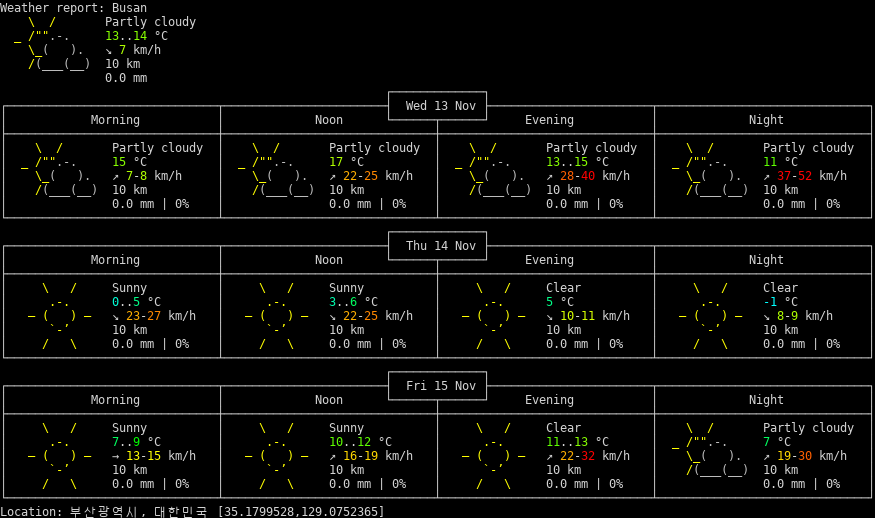 Weather report: Busan
Partly cloudy
13..14 °C
↘ 7 km/h
10 km
0.0 mm
Wed 13 Nov
Morning Noon Evening Night
Partly cloudy Partly cloudy Partly cloudy Partly cloudy
15 °C 17 °C 13..15 °C 11 °C
↗ 7-8 km/h ↗ 22-25 km/h ↗ 28-40 km/h ↗ 37-52 km/h
10 km 10 km 10 km 10 km
0.0 mm | 0% 0.0 mm | 0% 0.0 mm | 0% 0.0 mm | 0%
Thu 14 Nov
Morning Noon Evening Night
Sunny Sunny Clear Clear
0..5 °C 3..6 °C 5 °C -1 °C
↘ 23-27 km/h ↘ 22-25 km/h ↘ 10-11 km/h ↘ 8-9 km/h
10 km 10 km 10 km 10 km
0.0 mm | 0% 0.0 mm | 0% 0.0 mm | 0% 0.0 mm | 0%
Fri 15 Nov
Morning Noon Evening Night
Sunny Sunny Clear Partly cloudy
7..9 °C 10..12 °C 11..13 °C 7 °C
→ 13-15 km/h ↗ 16-19 km/h ↗ 22-32 km/h ↗ 19-30 km/h
10 km 10 km 10 km 10 km
0.0 mm | 0% 0.0 mm | 0% 0.0 mm | 0% 0.0 mm | 0%
Location: 부산광역시, 대한민국 [35.1799528,129.0752365]